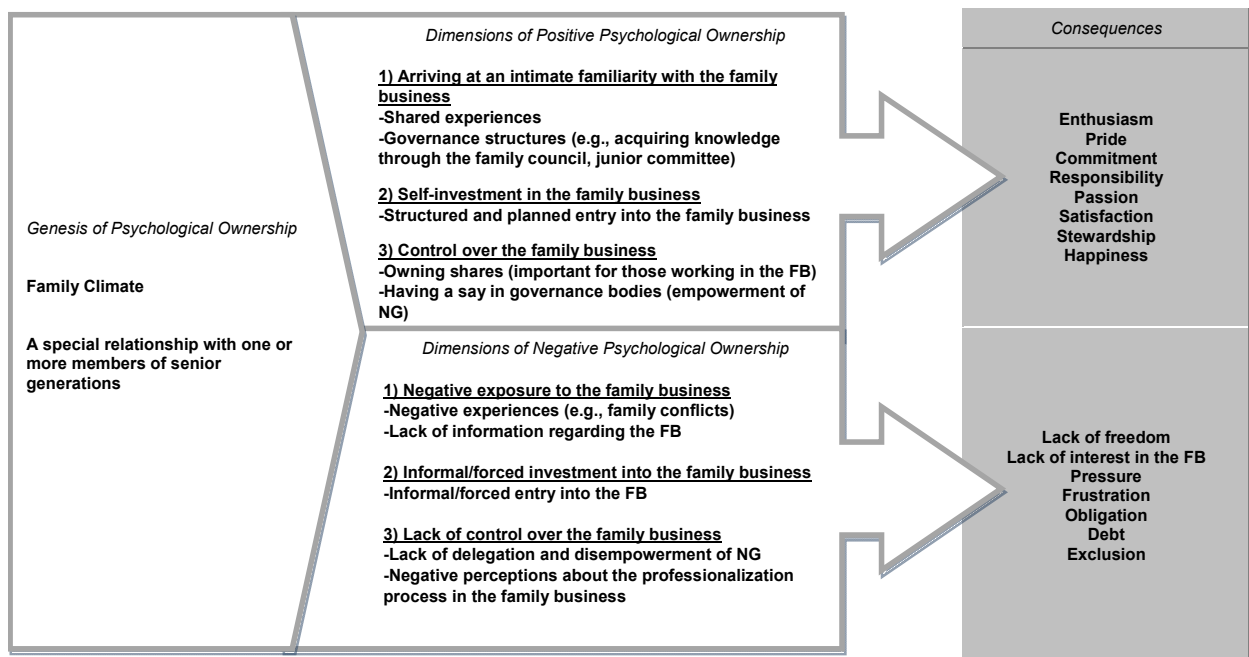 Genesis of Psychological Ownership
Family Climate
A special relationship with one or
more members of senior
generations
Dimensions of Positive Psychological Ownership
1) Arriving at an intimate familiarity with the family
business
-Shared experiences
-Governance structures (e.g., acquiring knowledge
through the family council, junior committee)
2) Self-investment in the family business
-Structured and planned entry into the family business
3) Control over the family business
-Owning shares (important for those working in the FB)
-Having a say in governance bodies (empowerment of
NG)
Dimensions of Negative Psychological Ownership
1) Negative exposure to the family business
-Negative experiences (e.g., family conflicts)
-Lack of information regarding the FB
2) Informal/forced investment into the family business
-Informal/forced entry into the FB
3) Lack of control over the family business
-Lack of delegation and disempowerment of NG
-Negative perceptions about the professionalization
process in the family business
Consequences
Enthusiasm
Pride
Commitment
Responsibility
Passion
Satisfaction
Stewardship
Happiness
Lack of freedom
Lack of interest in the FB
Pressure
Frustration
Obligation
Debt
Exclusion